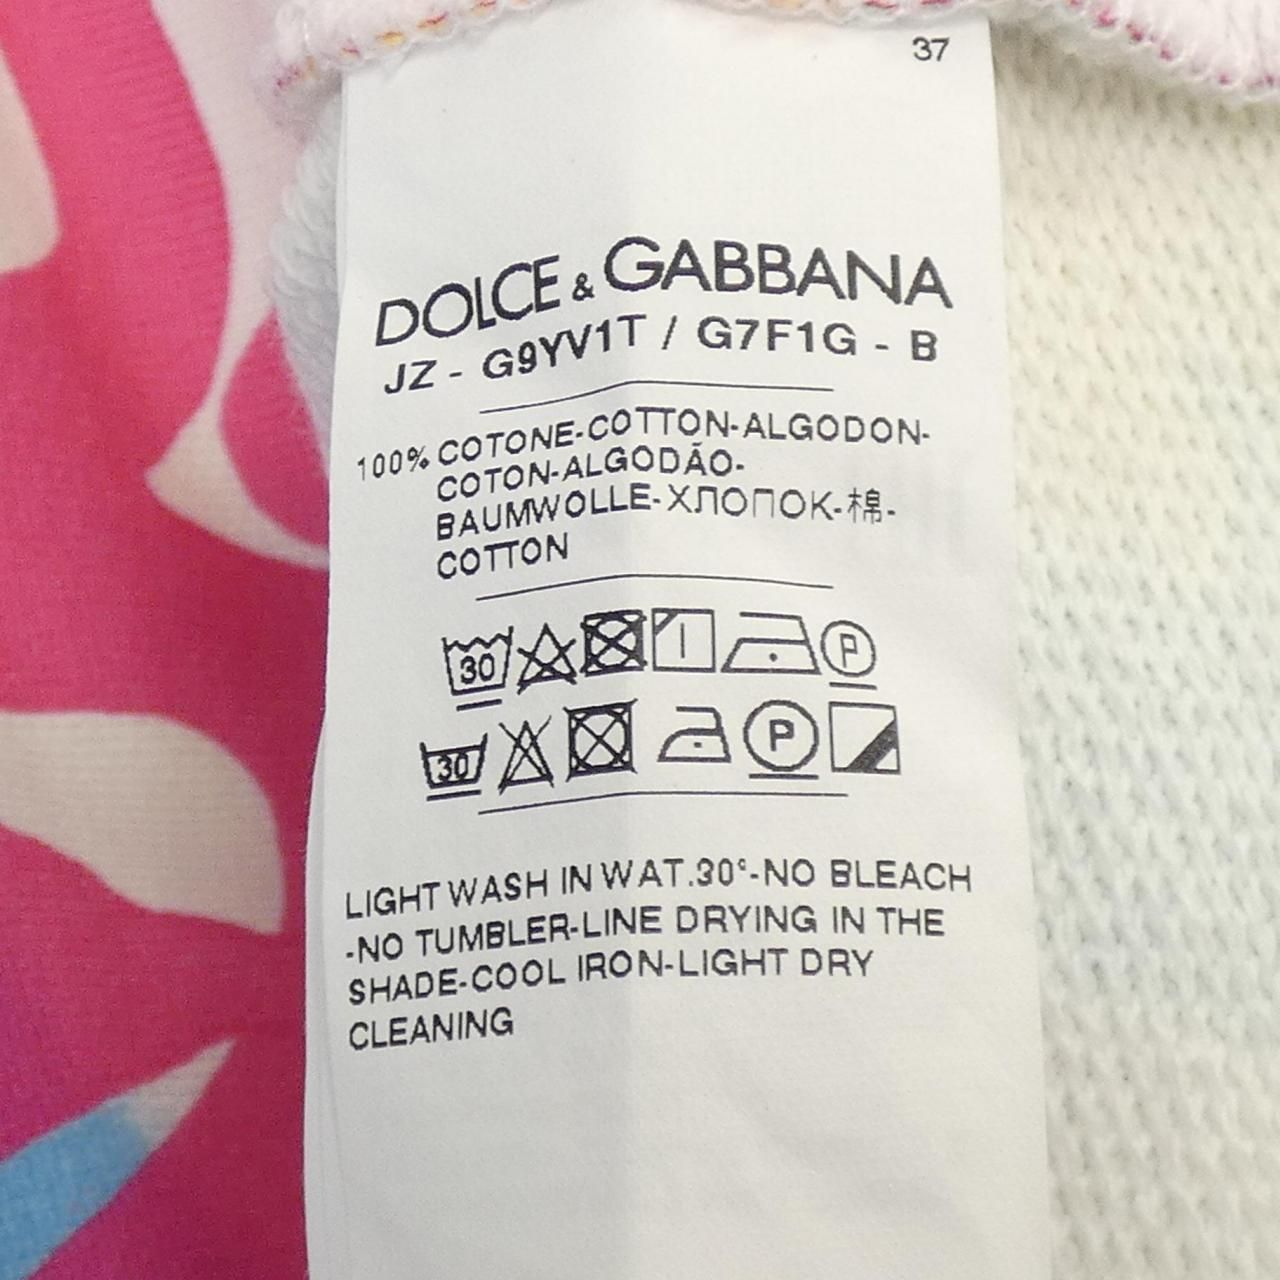 37
DOLCE & GABBANA
JZ - G9YV1T / G7F1G - B
100% COTONE-COTTON-ALGODON-
COTON-ALGODÃO-
BAUMWOLLE-ХЛОПОК-棉-
COTTON
30 P
30 P
LIGHT WASH IN WAT.30°-NO BLEACH
-NO TUMBLER-LINE DRYING IN THE
SHADE-COOL IRON-LIGHT DRY
CLEANING